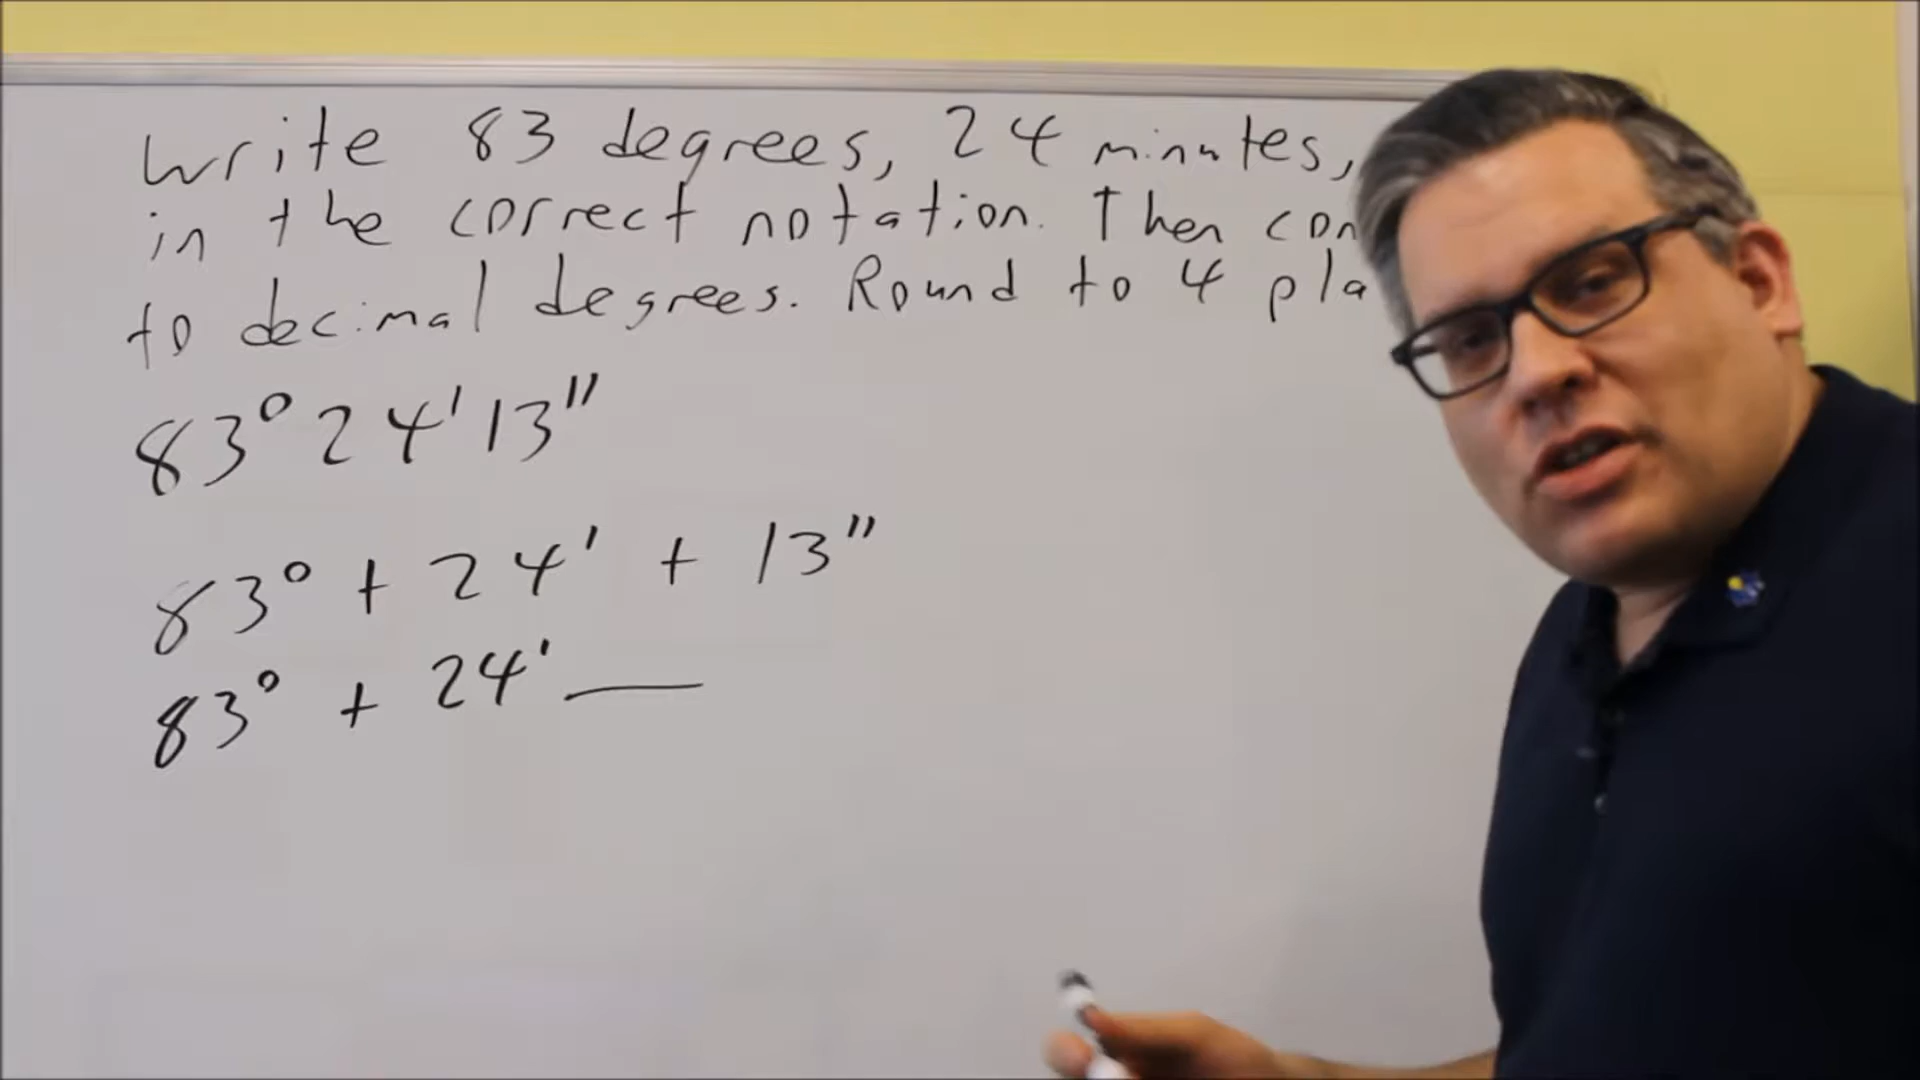 Write 83 degrees, 24 minutes,
in the correct notation. Then con
to decimal degrees. Round to 4 pla
83° 24' 13"
83° + 24' + 13"
83° + 24'